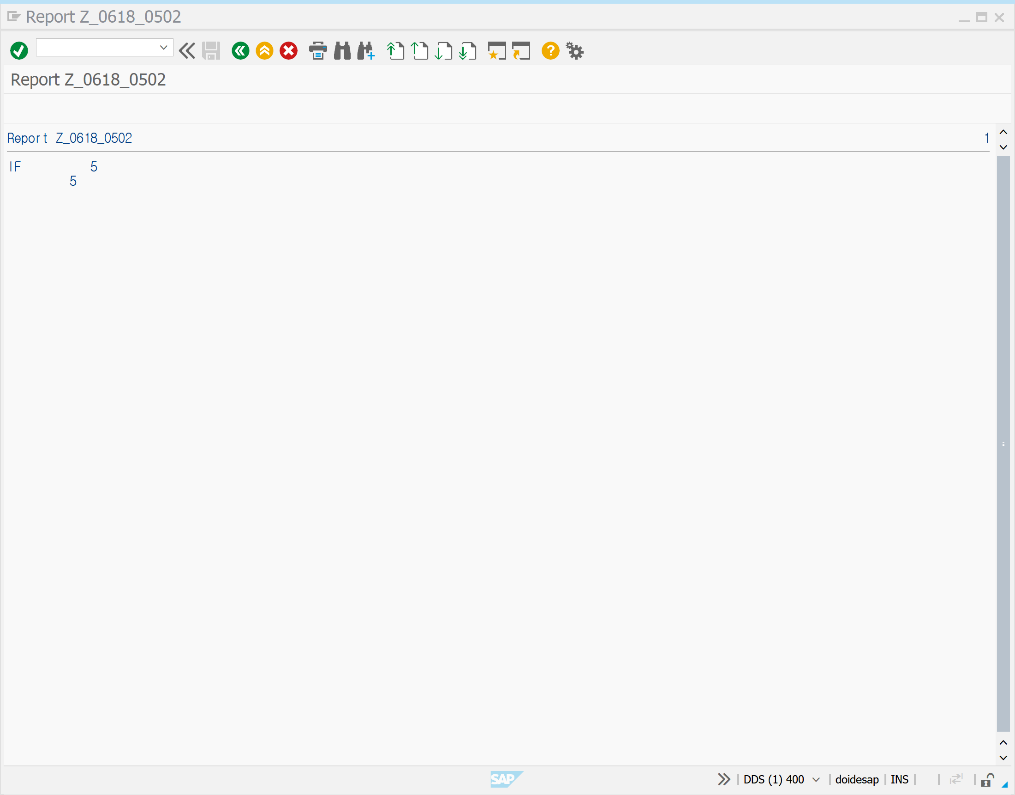 Report Z_0618_0502
Report Z_0618_0502
Report Z_0618_0502 1
IF 5
5
SAP DDS (1) 400 doidesap INS